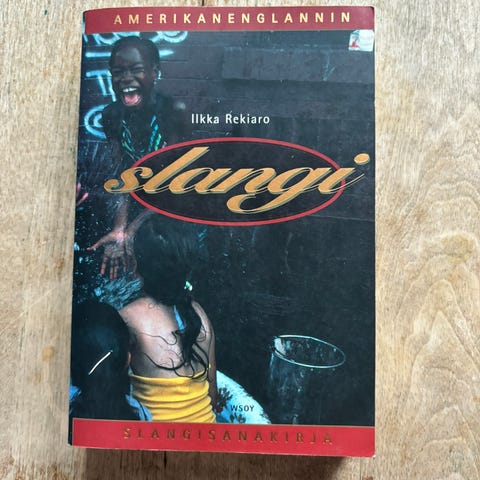 AMERIKANENGLANNIN
Ilkka Rekiaro
slangi
WSOY
SLANGISANAKIRJA